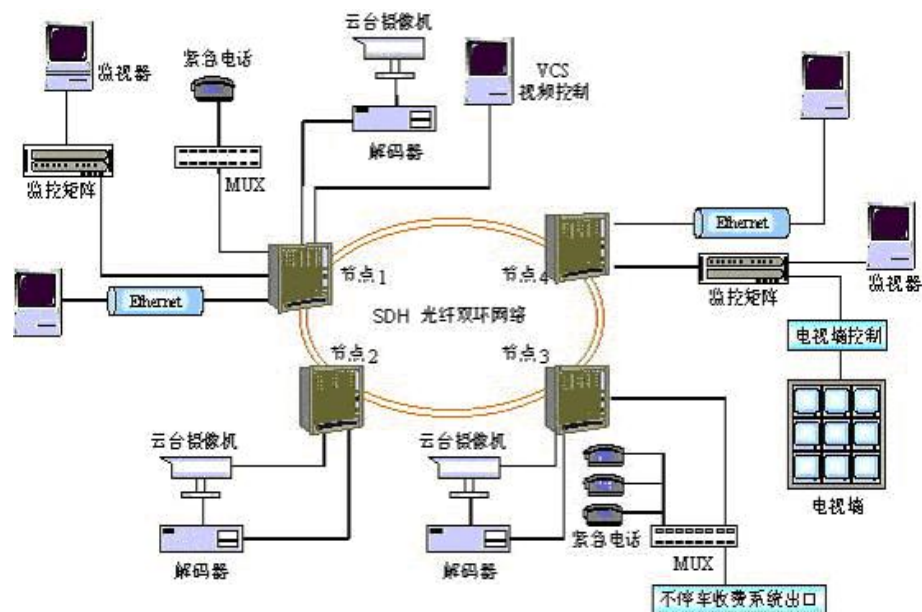 云台摄像机
紧急电话
监视器
VCS
视频控制
解码器
监控矩阵
MUX
Ethernet
监视器
节点1
节点4
监控矩阵
Ethernet
SDH 光纤双环网络
电视墙控制
节点2
节点3
云台摄像机
云台摄像机
电视墙
解码器
解码器
紧急电话
MUX
不停车收费系统出口